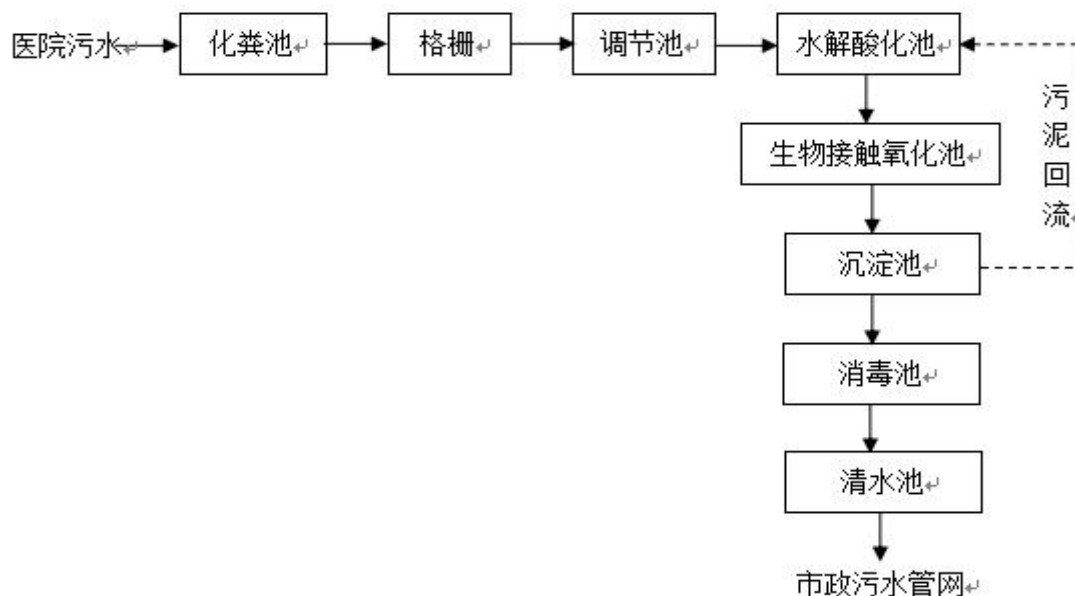 医院污水
化粪池
格栅
调节池
水解酸化池
污泥回流
生物接触氧化池
沉淀池
消毒池
清水池
市政污水管网